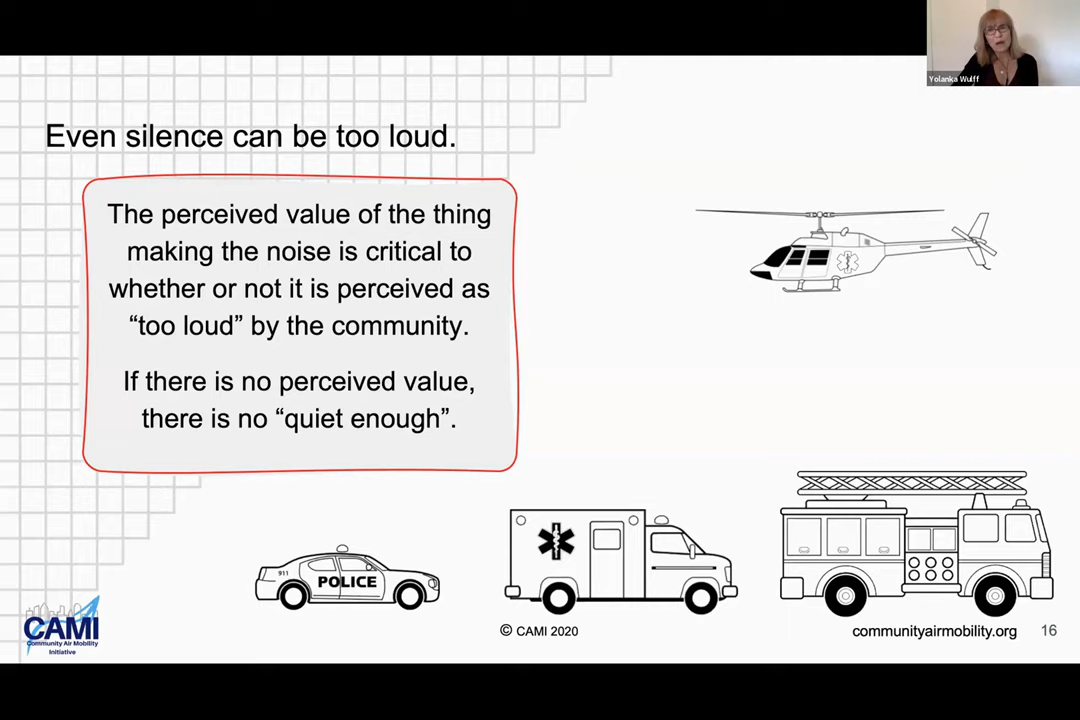 Yolanka Wulff
Even silence can be too loud.
The perceived value of the thing
making the noise is critical to
whether or not it is perceived as
“too loud” by the community.
If there is no perceived value,
there is no “quiet enough”.
911
POLICE
CAMI
Community Air Mobility
Initiative
© CAMI 2020
communityairmobility.org
16